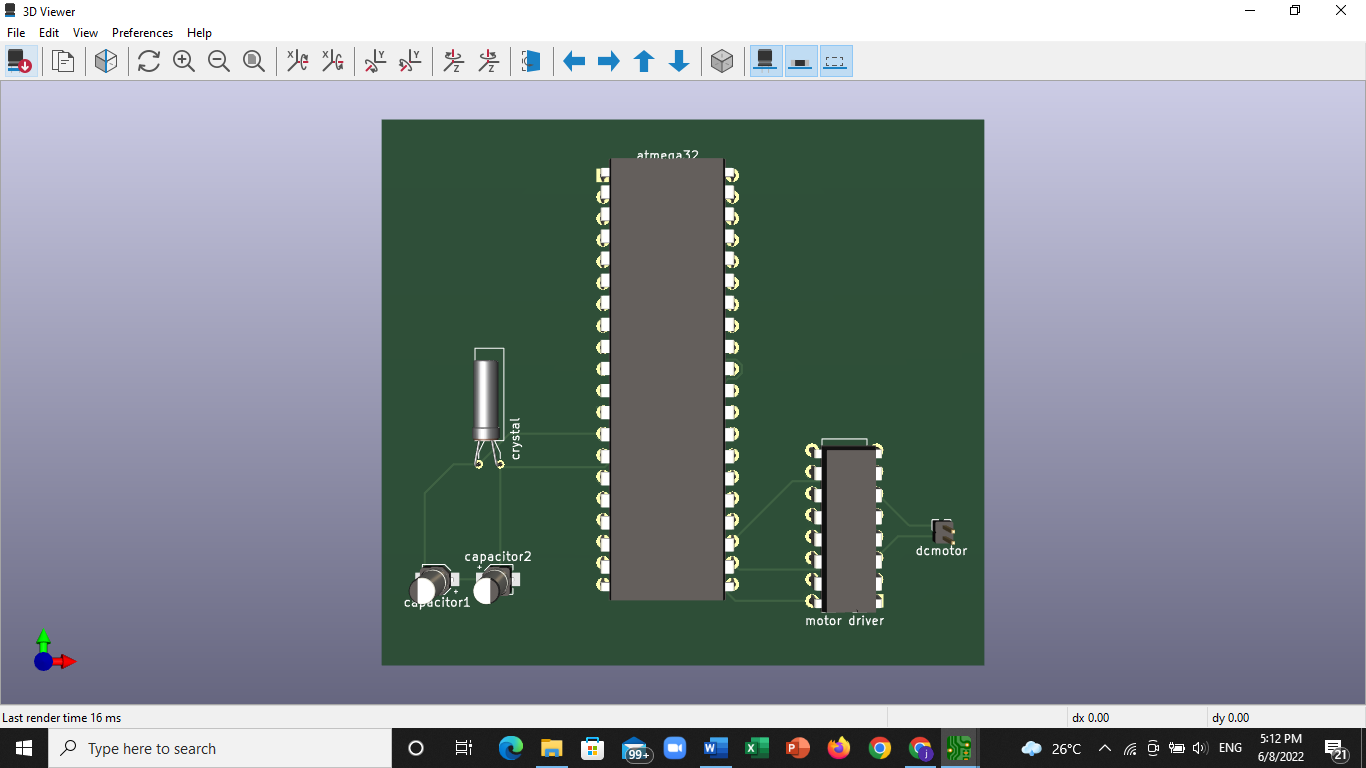 3D Viewer
File Edit View Preferences Help
X Y Y Z Z
atmega32
crystal
capacitor2
capacitor1
dcmotor
motor driver
Last render time 16 ms
dx 0.00
dy 0.00
Type here to search
99+
26°C
ENG
5:12 PM
6/8/2022
21